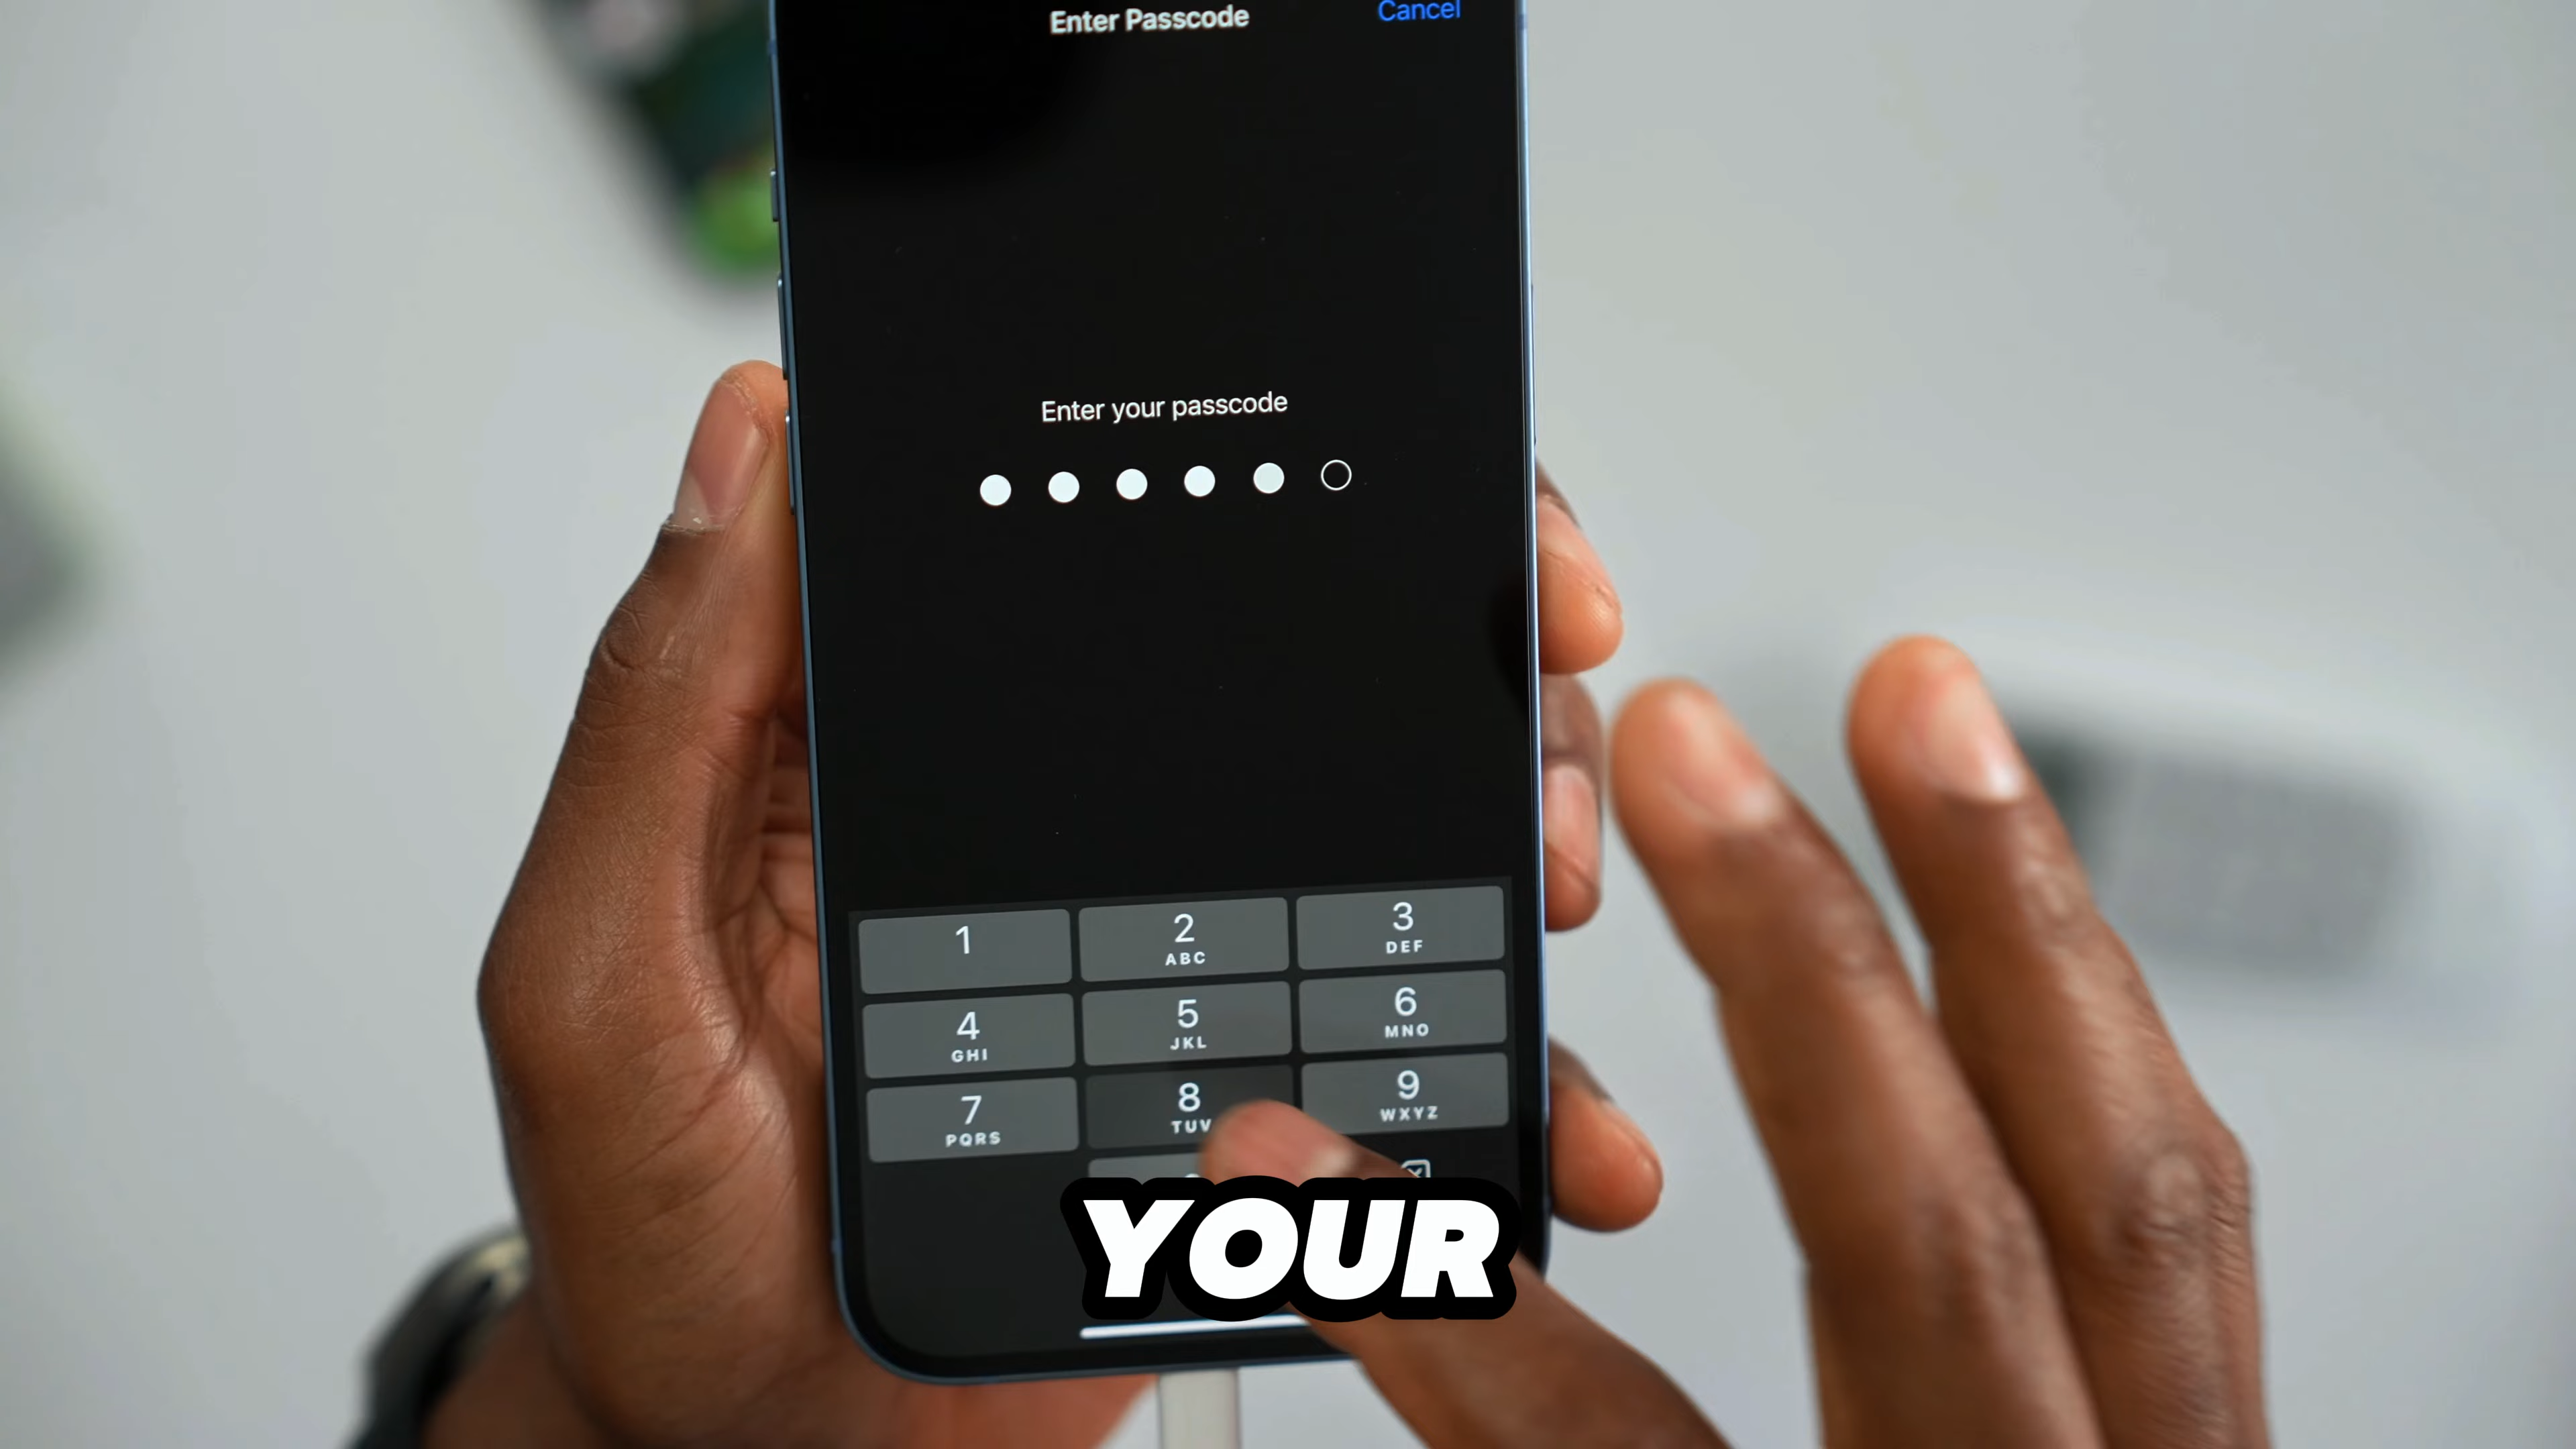 Enter Passcode
Cancel
Enter your passcode
1
2
ABC
3
DEF
4
GHI
5
JKL
6
MNO
7
PQRS
8
TUV
9
WXYZ
YOUR